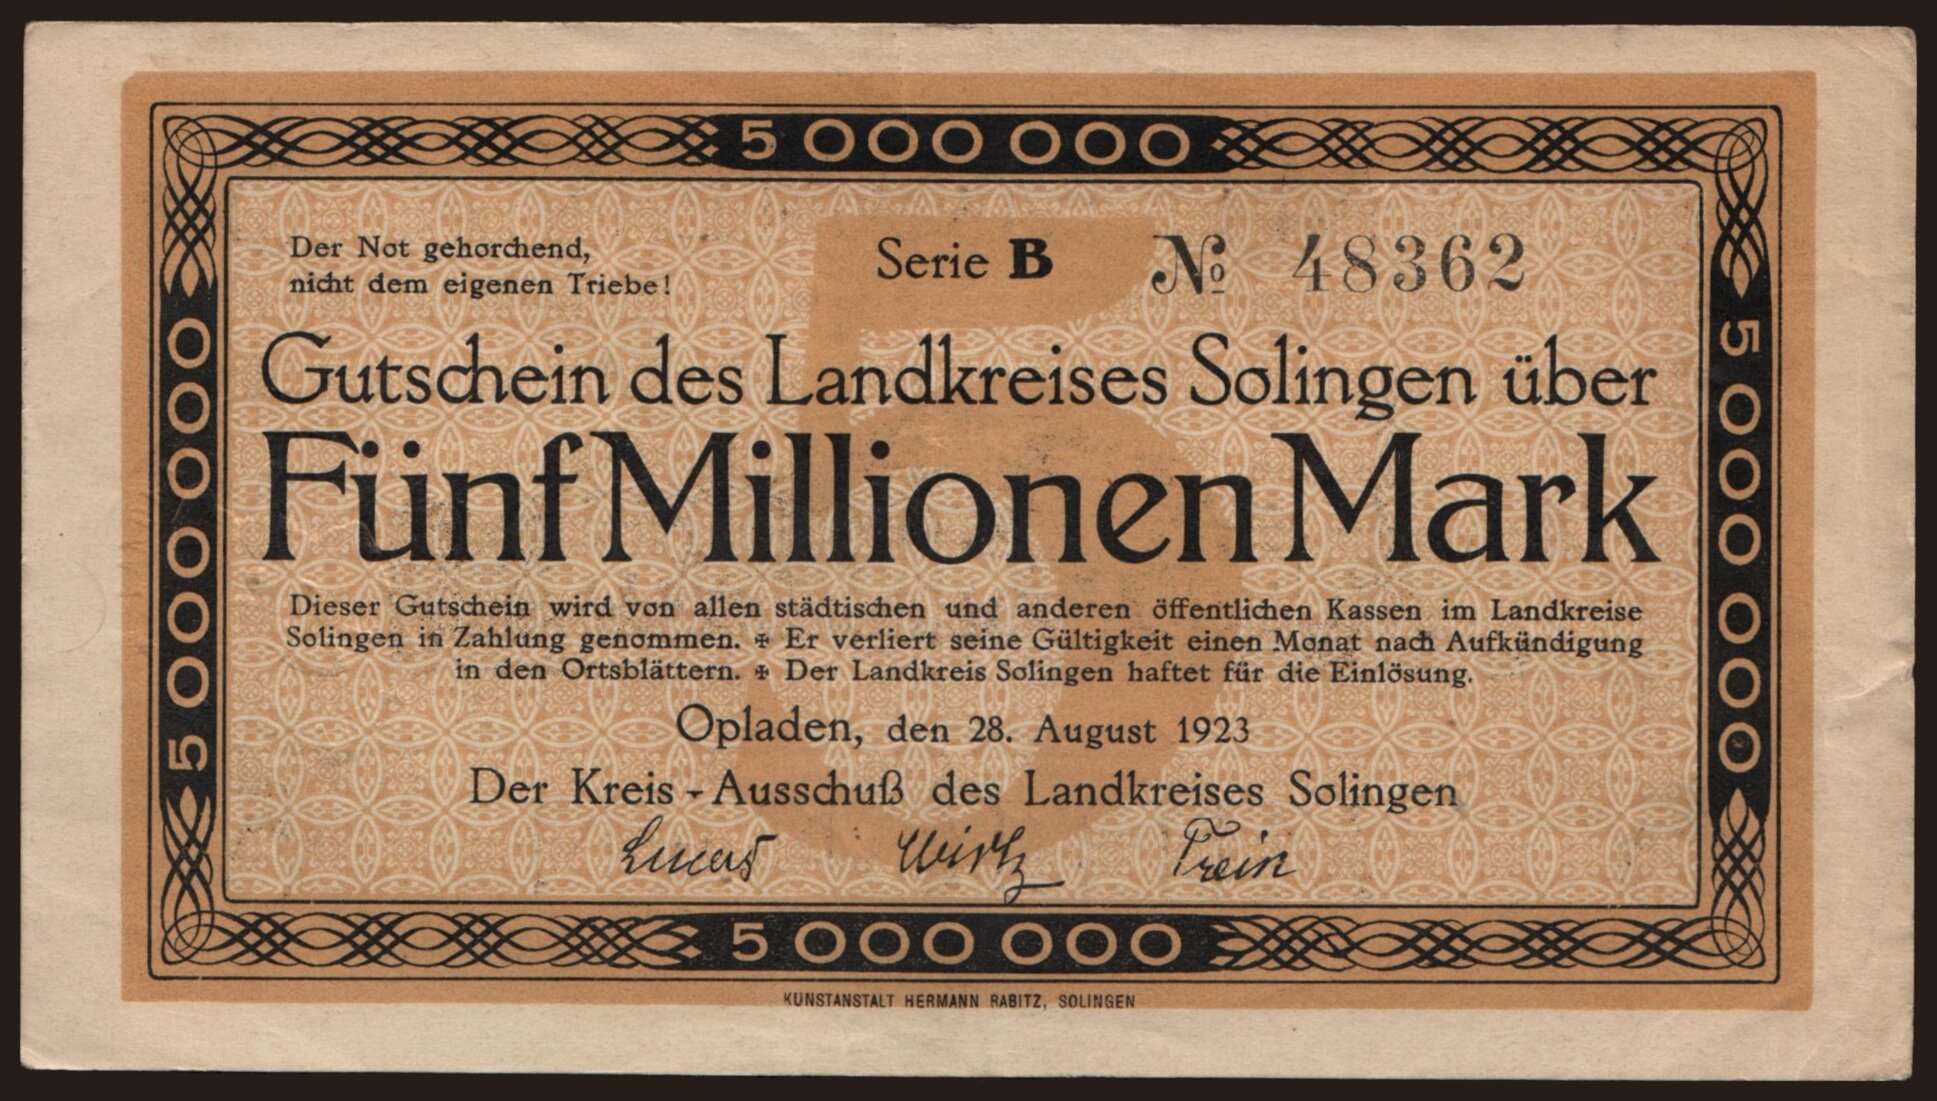 5 000 000
Der Not gehorchend,
nicht dem eigenen Triebe!
Serie B № 48362
Gutschein des Landkreises Solingen über
Fünf Millionen Mark
Dieser Gutschein wird von allen städtischen und anderen öffentlichen Kassen im Landkreise
Solingen in Zahlung genommen. ✠ Er verliert seine Gültigkeit einen Monat nach Aufkündigung
in den Ortsblättern. ✠ Der Landkreis Solingen haftet für die Einlösung.
Opladen, den 28. August 1923
Der Kreis-Ausschuß des Landkreises Solingen
Lucas Wirtz Trein
5 000 000
5 000 000
5 000 000
5
KUNSTANSTALT HERMANN RABITZ, SOLINGEN